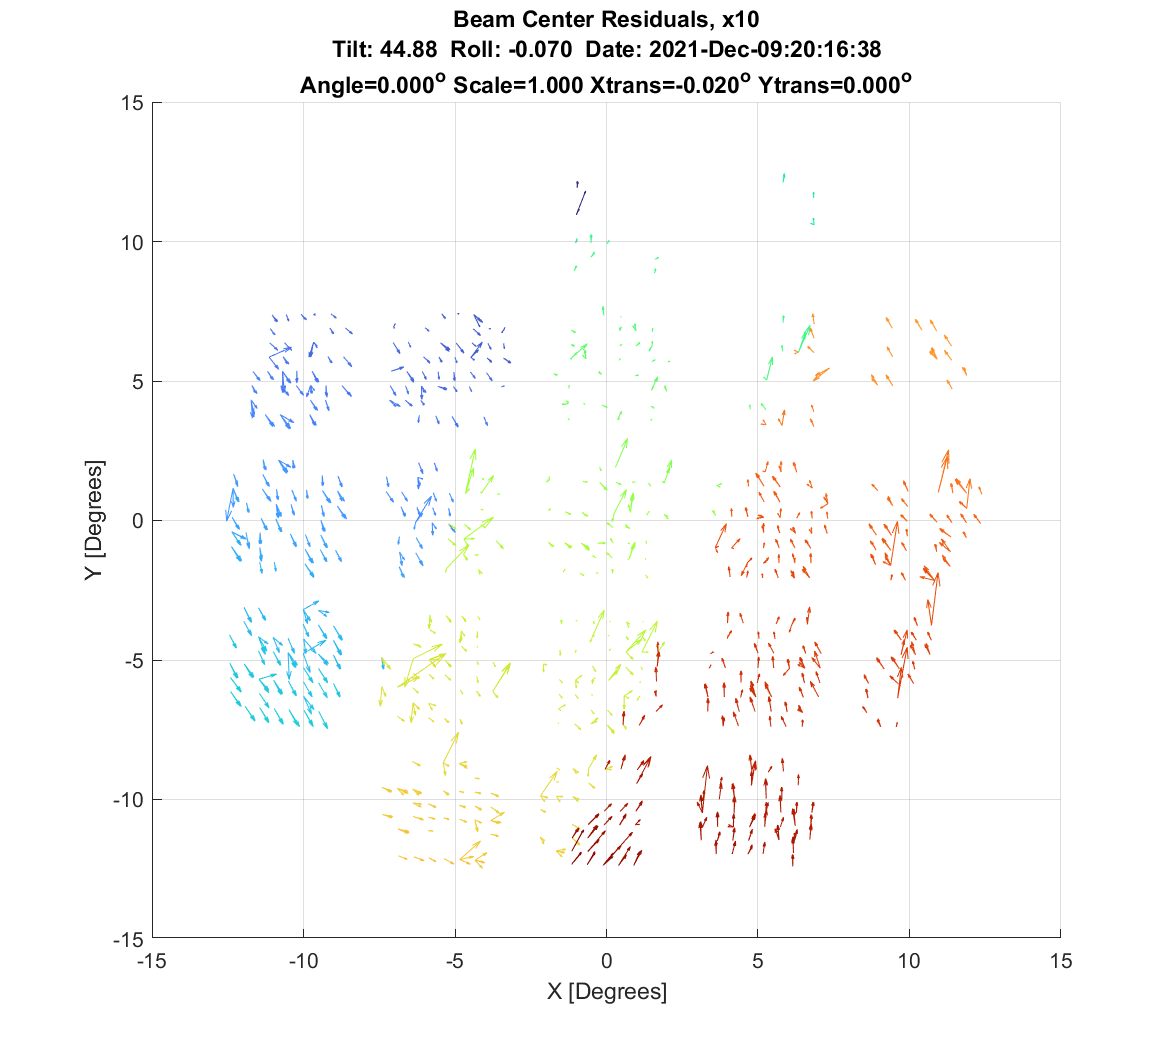 Beam Center Residuals, x10
Tilt: 44.88 Roll: -0.070 Date: 2021-Dec-09:20:16:38
Angle=0.000° Scale=1.000 Xtrans=-0.020° Ytrans=0.000°
15
10
5
0
-5
-10
-15
Y [Degrees]
-15 -10 -5 0 5 10 15
X [Degrees]